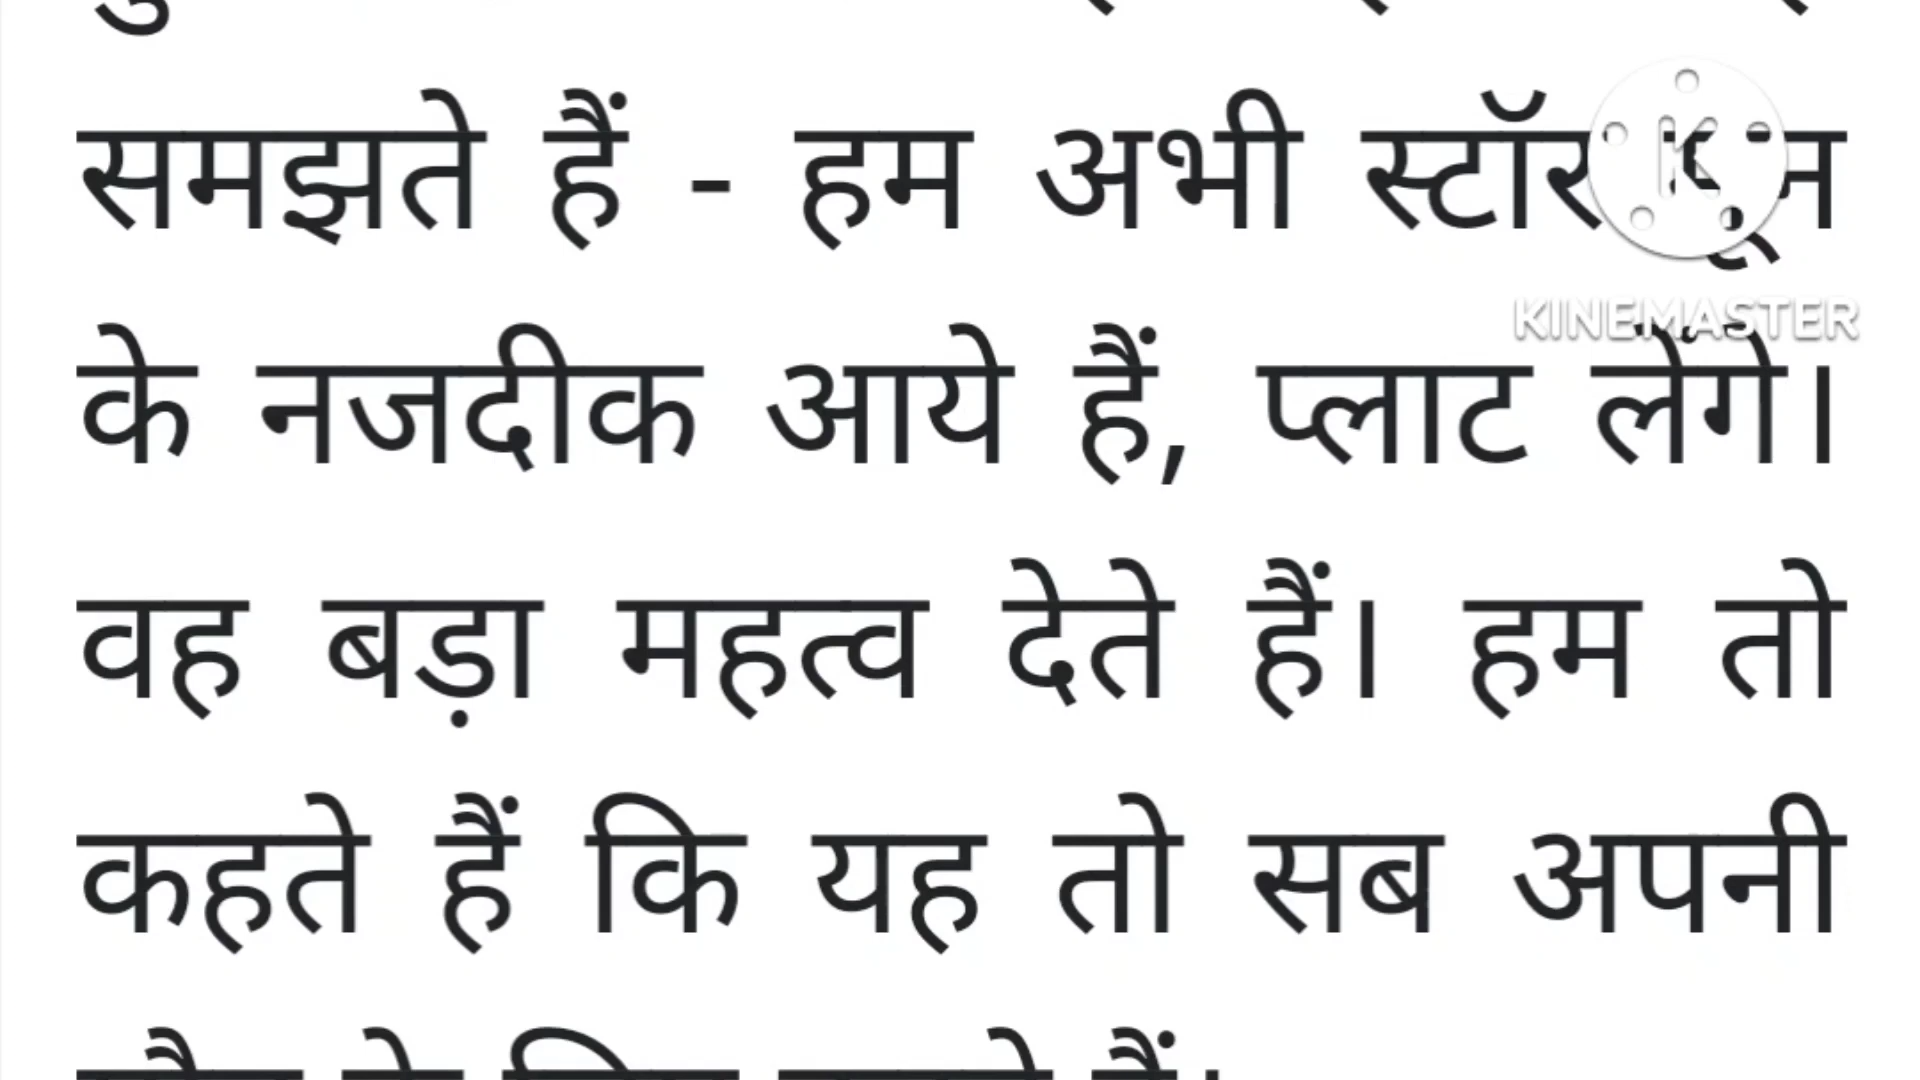 समझते हैं - हम अभी स्टॉर
KINEMASTER
के नजदीक आये हैं, प्लाट लेंगे।
वह बड़ा महत्व देते हैं। हम तो
कहते हैं कि यह तो सब अपनी